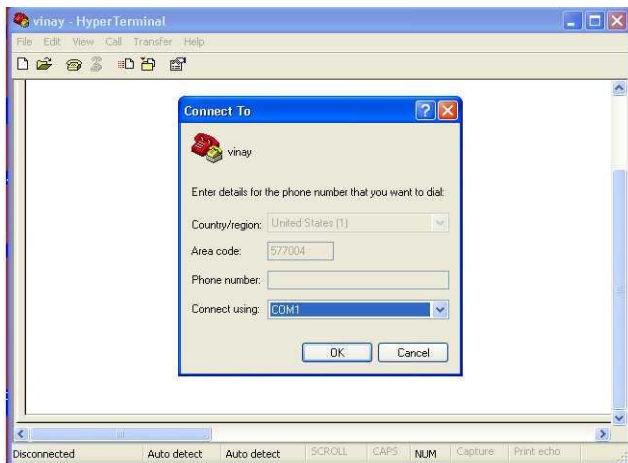 vinay - HyperTerminal
File Edit View Call Transfer Help
Connect To
vinay
Enter details for the phone number that you want to dial:
Country/region: United States (1)
Area code: 577004
Phone number:
Connect using: COM1
OK Cancel
Disconnected Auto detect Auto detect SCROLL CAPS NUM Capture Print echo